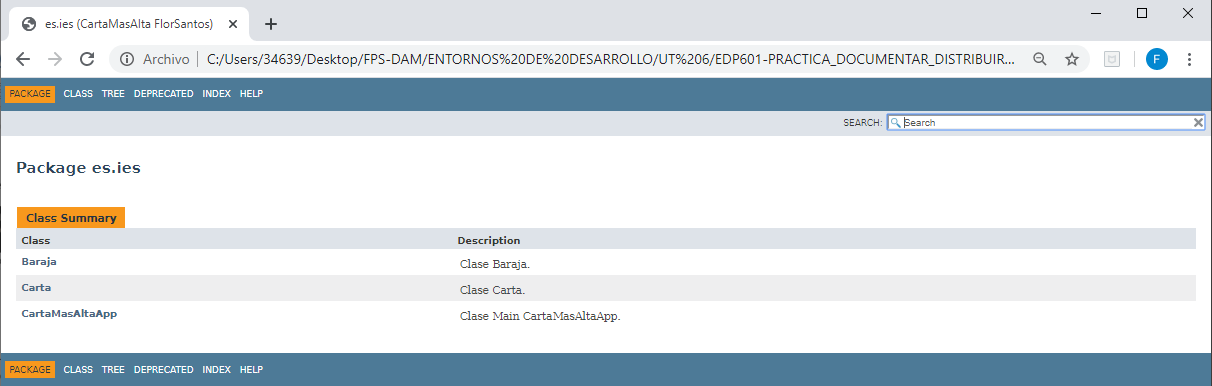 es.ies (CartaMasAlta FlorSantos)
Archivo C:/Users/34639/Desktop/FPS-DAM/ENTORNOS%20DE%20DESARROLLO/UT%206/EDP601-PRACTICA_DOCUMENTAR_DISTRIBUIR... F
PACKAGE CLASS TREE DEPRECATED INDEX HELP
SEARCH: Search
Package es.ies
Class Summary
Class Description
Baraja Clase Baraja.
Carta Clase Carta.
CartaMasAltaApp Clase Main CartaMasAltaApp.
PACKAGE CLASS TREE DEPRECATED INDEX HELP